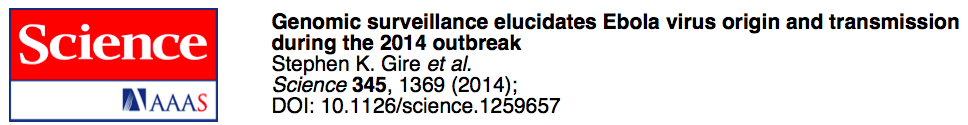 Science
AAAS
Genomic surveillance elucidates Ebola virus origin and transmission
during the 2014 outbreak
Stephen K. Gire et al.
Science 345, 1369 (2014);
DOI: 10.1126/science.1259657